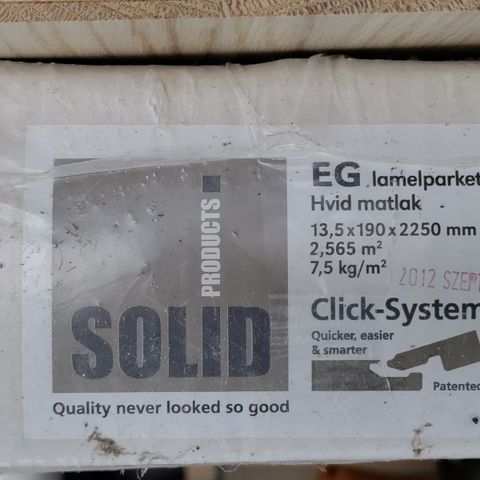 PRODUCTS
SOLID
Quality never looked so good
EG lamelparket
Hvid matlak
13,5x190x2250 mm
2,565 m²
7,5 kg/m²
2012 SZEPT
Click-System
Quicker, easier
& smarter
Patented